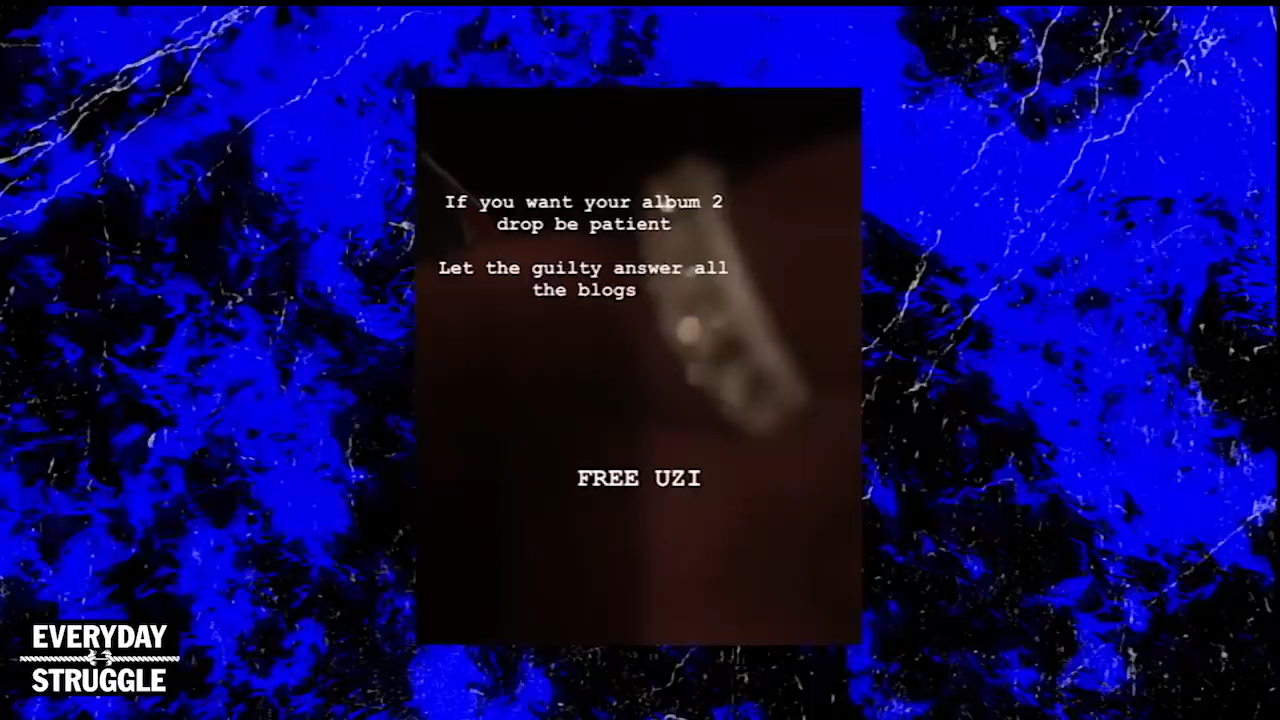 If you want your album 2
drop be patient
Let the guilty answer all
the blogs
FREE UZI
EVERYDAY
STRUGGLE